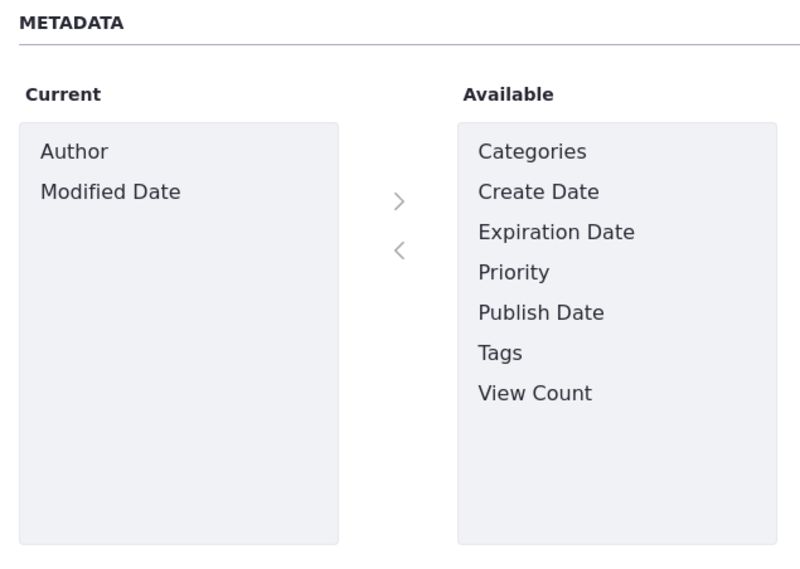 METADATA
Current
Author
Modified Date
Available
Categories
Create Date
Expiration Date
Priority
Publish Date
Tags
View Count